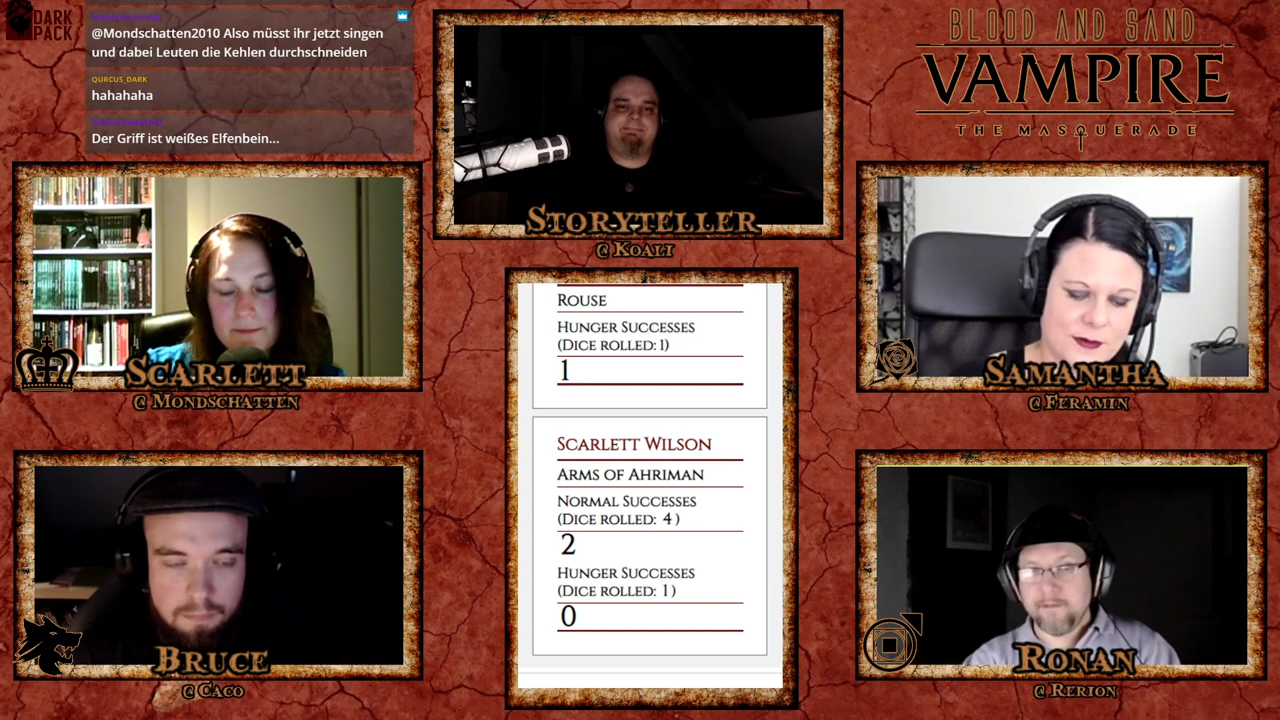 DARK
PACK
@Mondschatten2010 Also müsst ihr jetzt singen
und dabei Leuten die Kehlen durchschneiden
QURCUS_DARK
hahahaha
Der Griff ist weißes Elfenbein...
BLOOD AND SAND
VAMPIRE
THE MASQUERADE
STORYTELLER
@ KOALI
SCARLETT
@ MONDSCHATTEN
SAMANTHA
@ FERAMIN
ROUSE
HUNGER SUCCESSES
(DICE ROLLED: 1)
1
SCARLETT WILSON
ARMS OF AHRIMAN
NORMAL SUCCESSES
(DICE ROLLED: 4 )
2
HUNGER SUCCESSES
(DICE ROLLED: 1 )
0
BRUCE
@ CACO
RONAN
@ RERION